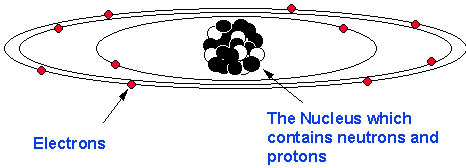 The Nucleus which
contains neutrons and
protons
Electrons